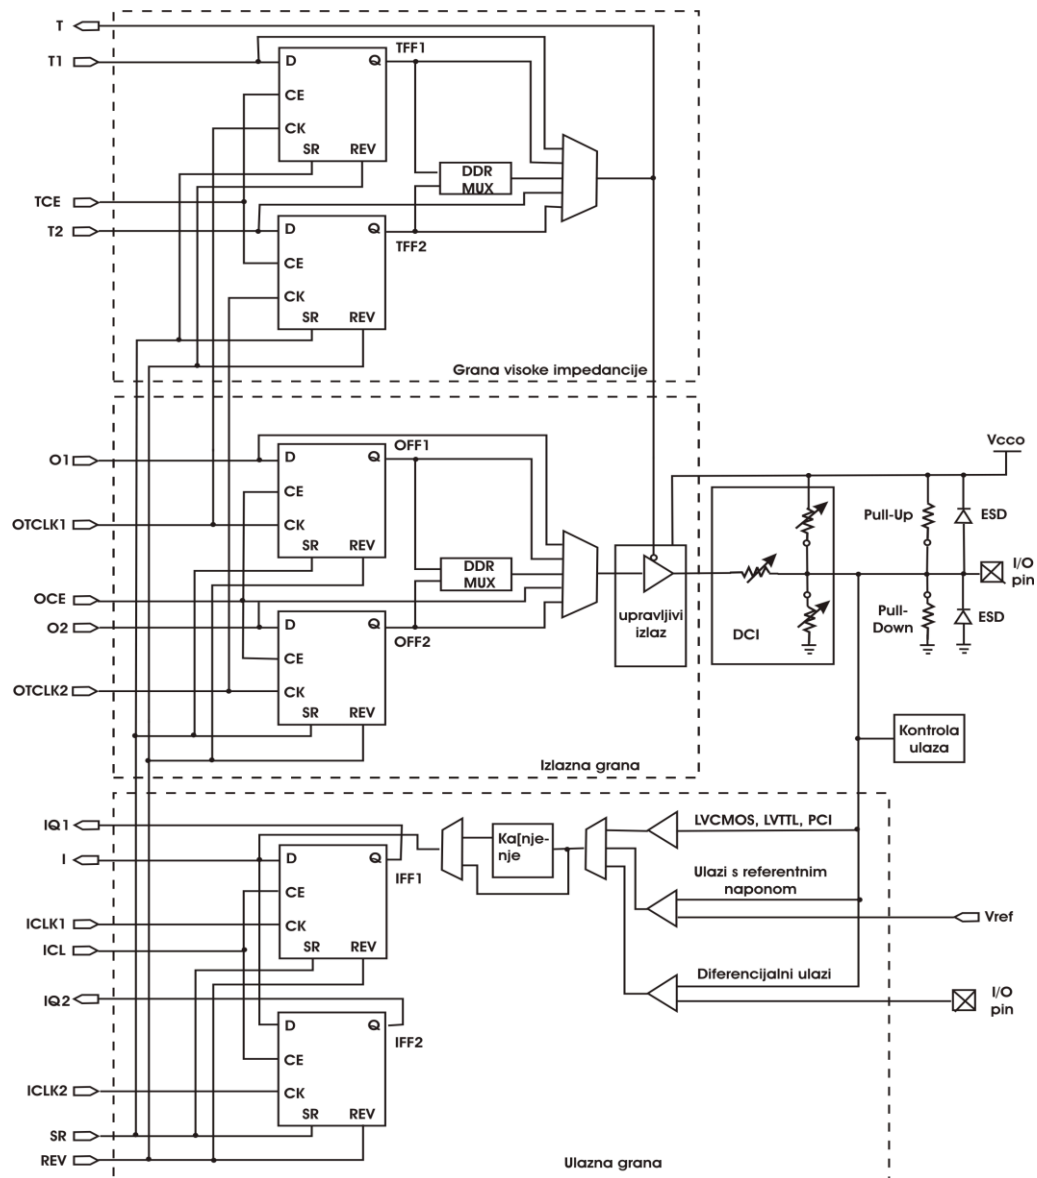 T
T1
D
Q
TFF1
CE
CK
SR
REV
DDR
MUX
TCE
T2
D
Q
TFF2
CE
CK
SR
REV
Grana visoke impedancije
O1
D
Q
OFF1
CE
OTCLK1
CK
SR
REV
DDR
MUX
OCE
O2
D
Q
OFF2
CE
OTCLK2
CK
SR
REV
upravljivi
izlaz
DCI
Vcco
Pull-Up
ESD
I/O
pin
Pull-
Down
ESD
Kontrola
ulaza
Izlazna grana
IQ1
I
D
Q
IFF1
CE
ICLK1
CK
ICL
SR
REV
Ka[nje-
nje
LVCMOS, LVTTL, PCI
Ulazi s referentnim
naponom
Vref
Diferencijalni ulazi
I/O
pin
IQ2
D
Q
IFF2
CE
ICLK2
CK
SR
REV
SR
REV
Ulazna grana